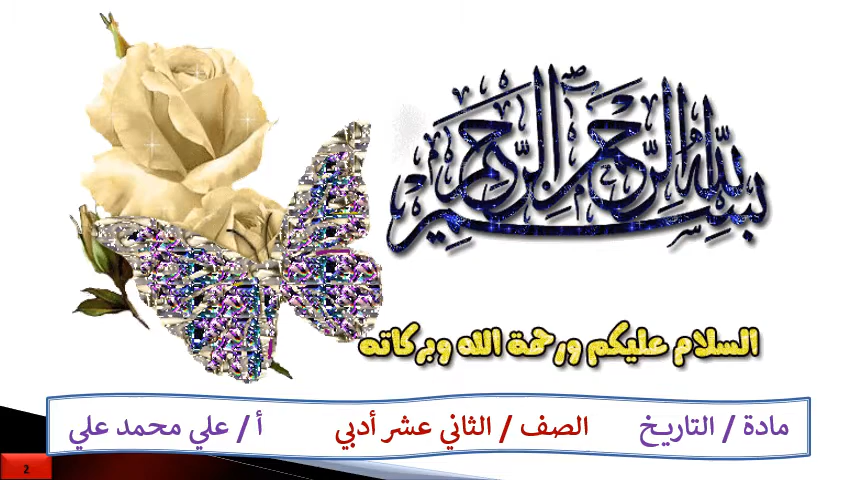 بسم الله الرحمن الرحيم
السلام عليكم ورحمة الله وبركاته
مادة / التاريخ الصف / الثاني عشر أدبي أ / علي محمد علي
2